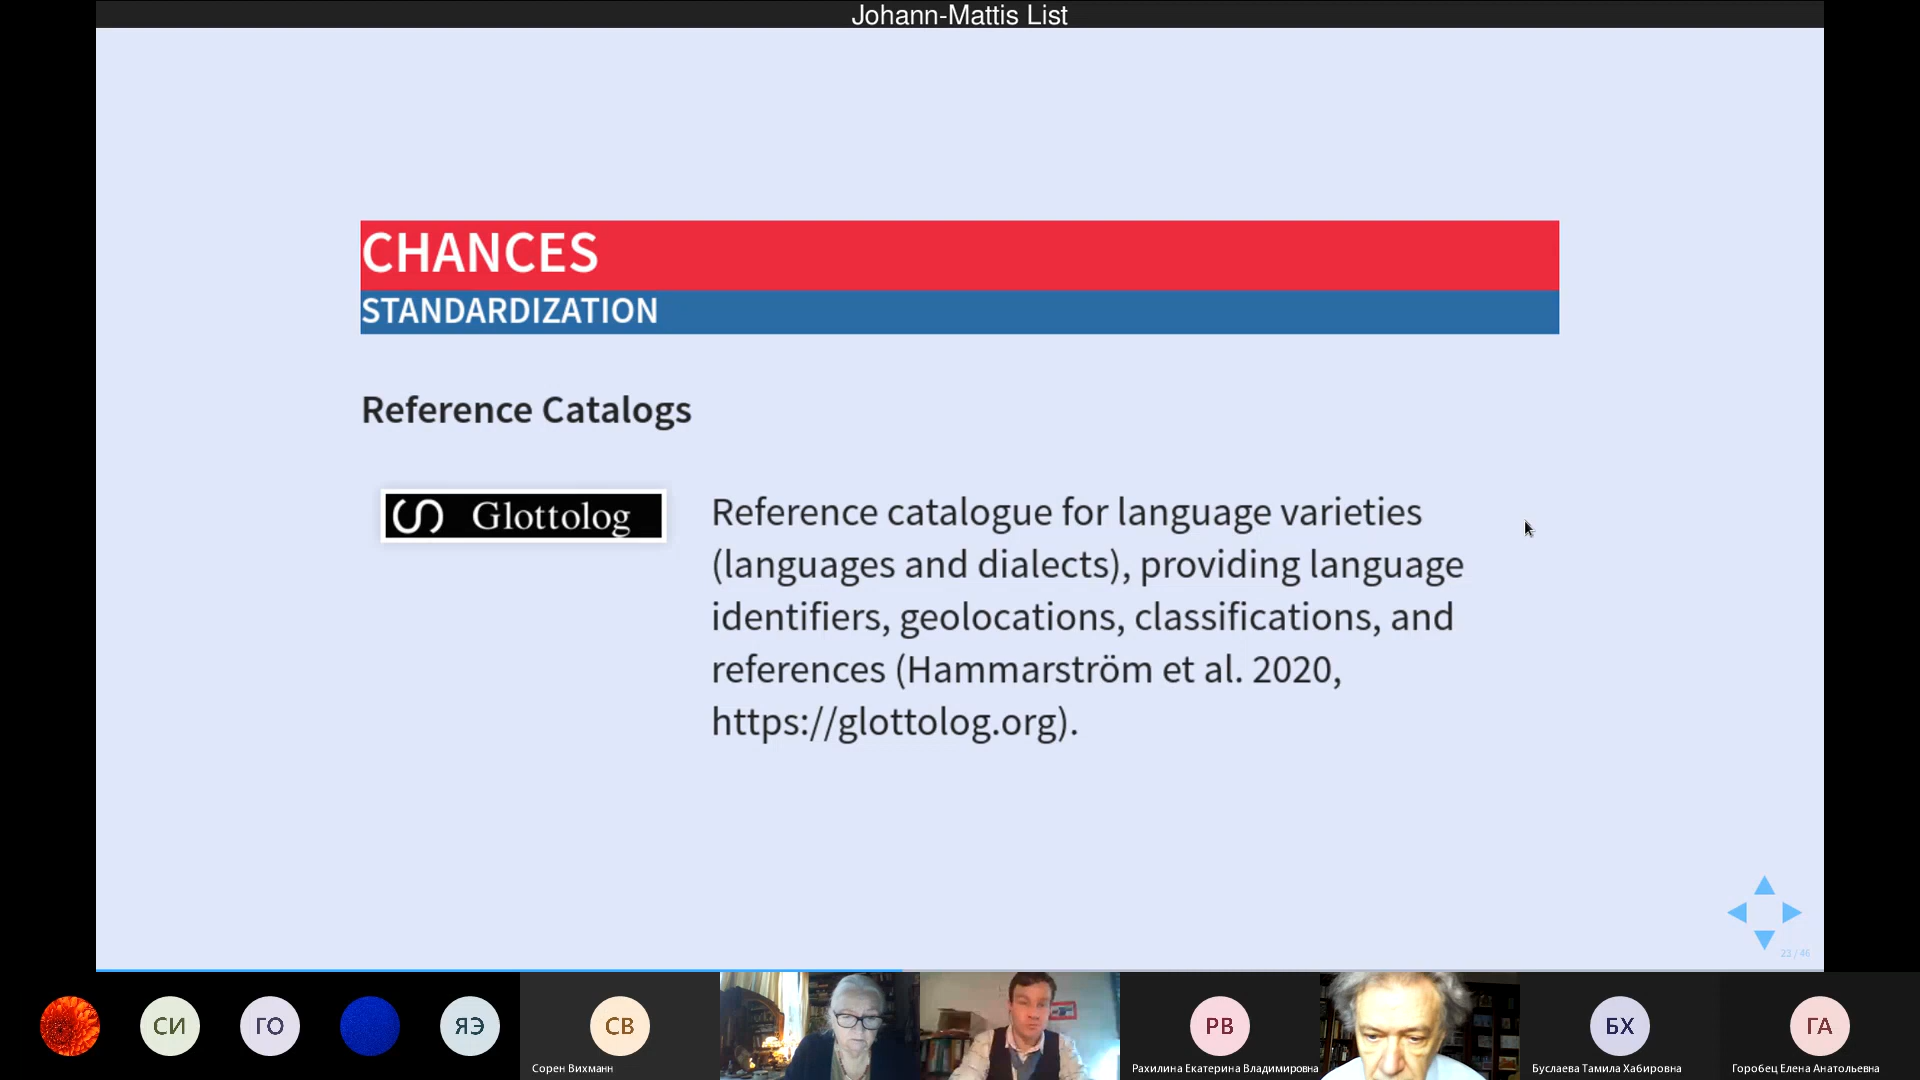 Johann-Mattis List
CHANCES
STANDARDIZATION
Reference Catalogs
Glottolog
Reference catalogue for language varieties
(languages and dialects), providing language
identifiers, geolocations, classifications, and
references (Hammarström et al. 2020,
https://glottolog.org).
23 / 46
СИ
ГО
ЯЭ
СВ
РВ
БХ
ГА
Сорен Вихманн
Рахилина Екатерина Владимировна
Буслаева Тамила Хабировна
Горобец Елена Анатольевна